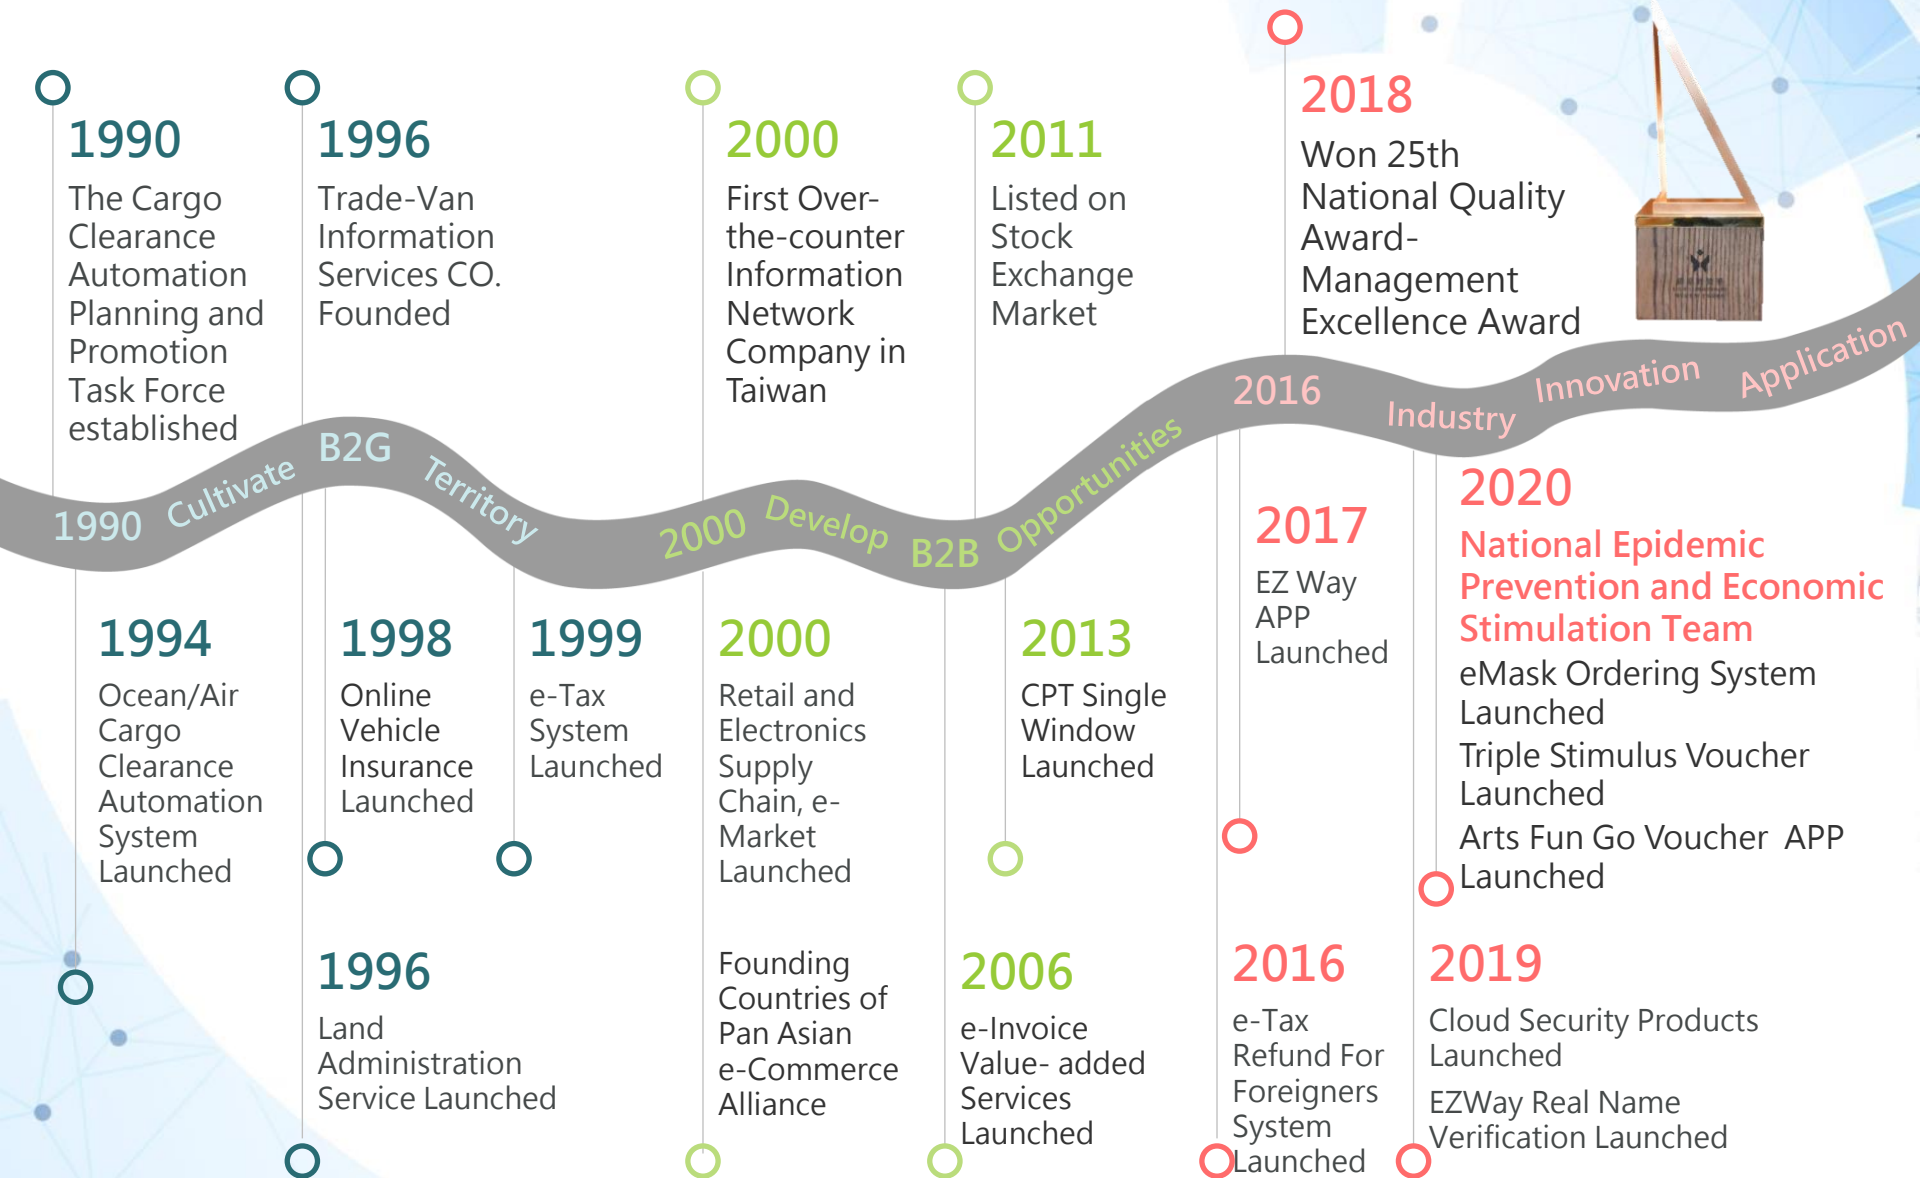 1990
The Cargo
Clearance
Automation
Planning and
Promotion
Task Force
established
1996
Trade-Van
Information
Services CO.
Founded
2000
First Over-
the-counter
Information
Network
Company in
Taiwan
2011
Listed on
Stock
Exchange
Market
2018
Won 25th
National Quality
Award-
Management
Excellence Award
1990 Cultivate B2G Territory 2000 Develop B2B Opportunities 2016 Industry Innovation Application
1994
Ocean/Air
Cargo
Clearance
Automation
System
Launched
1998
Online
Vehicle
Insurance
Launched
1999
e-Tax
System
Launched
2000
Retail and
Electronics
Supply
Chain, e-
Market
Launched
2013
CPT Single
Window
Launched
2017
EZ Way
APP
Launched
2020
National Epidemic
Prevention and Economic
Stimulation Team
eMask Ordering System
Launched
Triple Stimulus Voucher
Launched
Arts Fun Go Voucher  APP
Launched
1996
Land
Administration
Service Launched
Founding
Countries of
Pan Asian
e-Commerce
Alliance
2006
e-Invoice
Value- added
Services
Launched
2016
e-Tax
Refund For
Foreigners
System
Launched
2019
Cloud Security Products
Launched
EZWay Real Name
Verification Launched